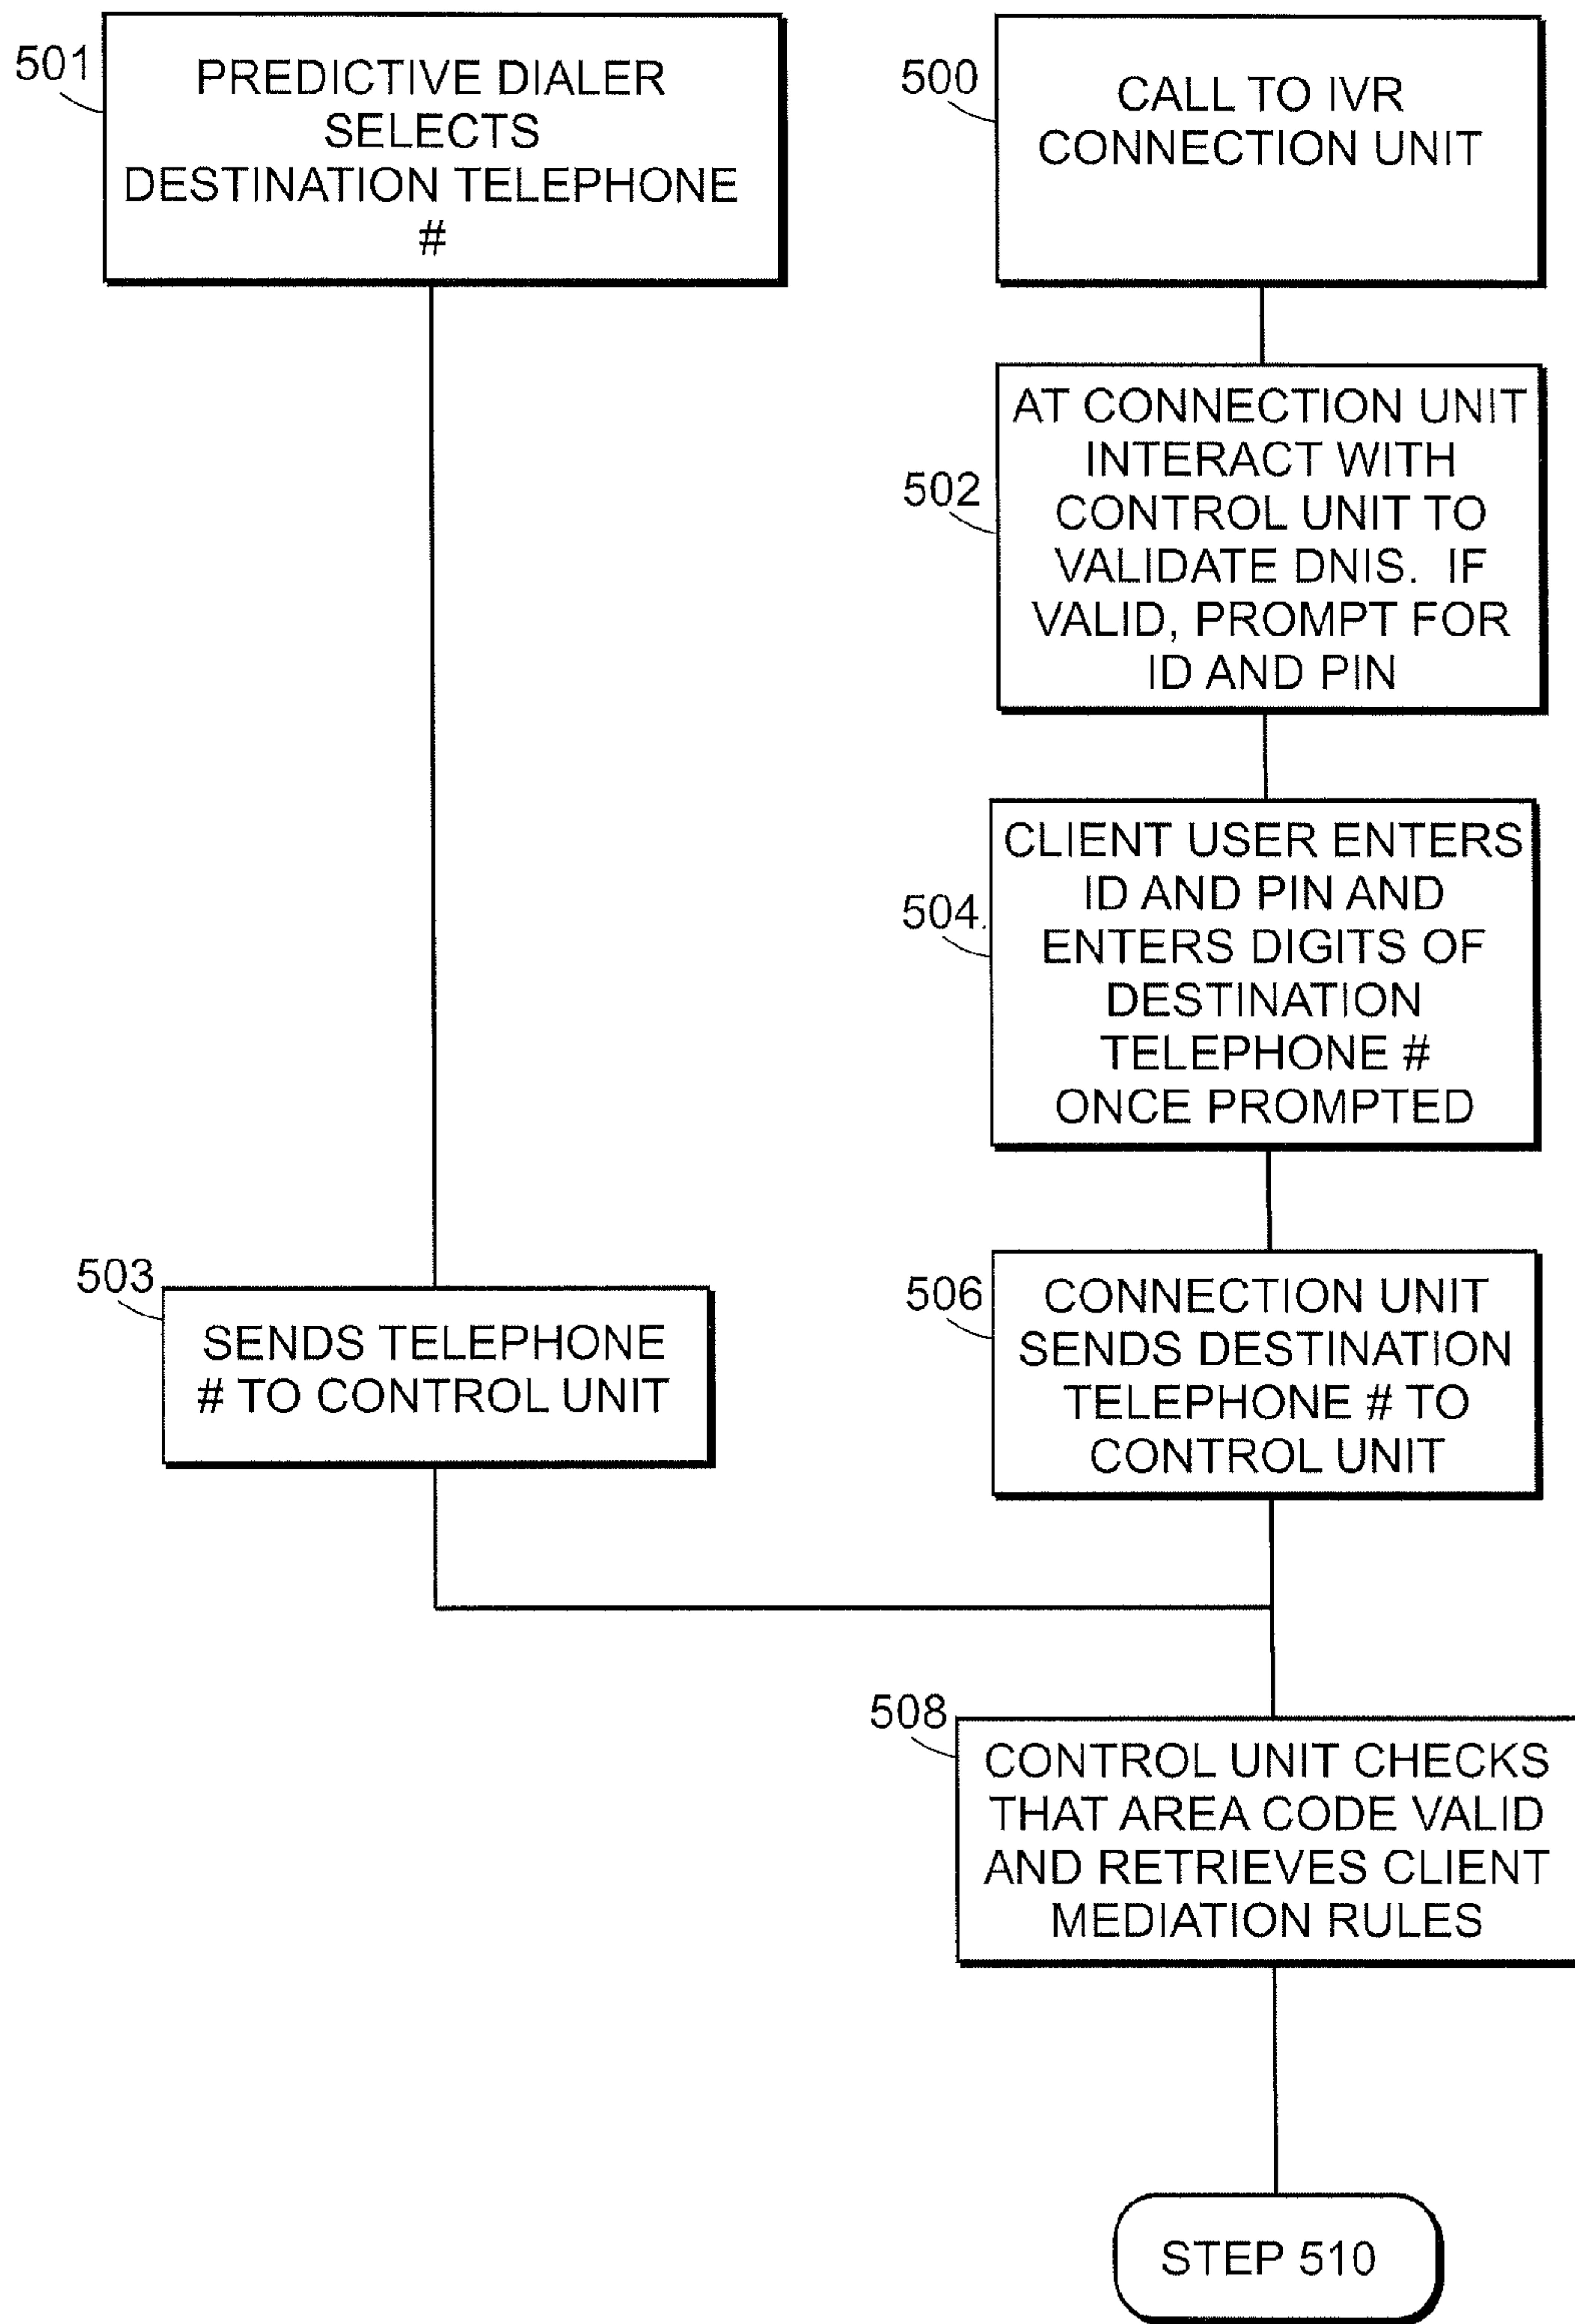 501
PREDICTIVE DIALER
SELECTS
DESTINATION TELEPHONE
#
500
CALL TO IVR
CONNECTION UNIT
502
AT CONNECTION UNIT
INTERACT WITH
CONTROL UNIT TO
VALIDATE DNIS. IF
VALID, PROMPT FOR
ID AND PIN
504
CLIENT USER ENTERS
ID AND PIN AND
ENTERS DIGITS OF
DESTINATION
TELEPHONE #
ONCE PROMPTED
503
SENDS TELEPHONE
# TO CONTROL UNIT
506
CONNECTION UNIT
SENDS DESTINATION
TELEPHONE # TO
CONTROL UNIT
508
CONTROL UNIT CHECKS
THAT AREA CODE VALID
AND RETRIEVES CLIENT
MEDIATION RULES
STEP 510